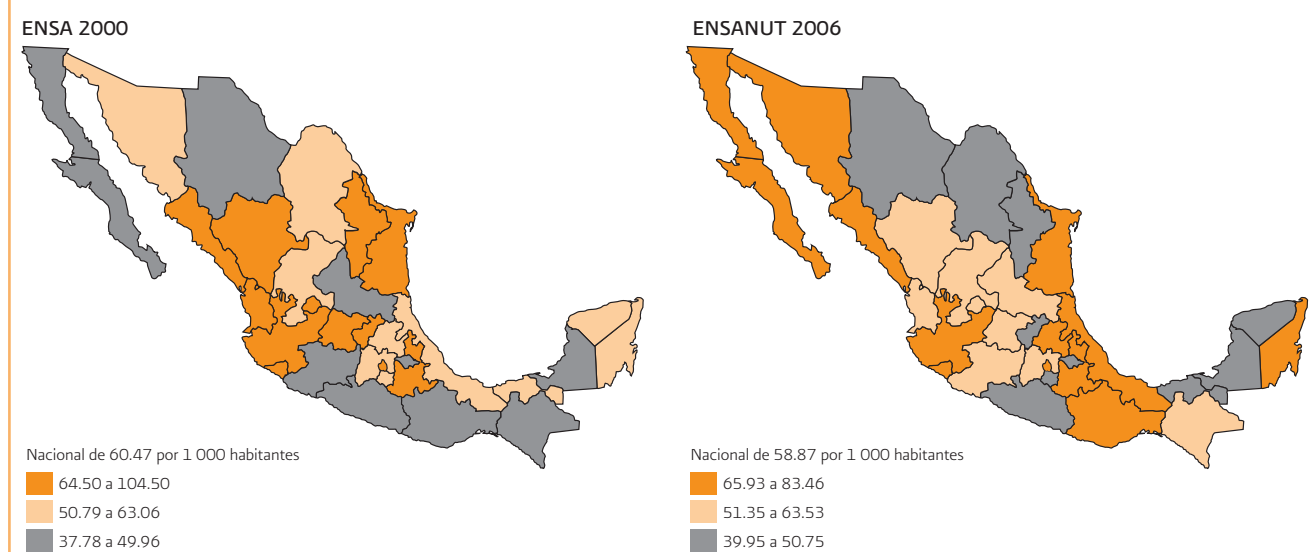 ENSA 2000
Nacional de 60.47 por 1 000 habitantes
64.50 a 104.50
50.79 a 63.06
37.78 a 49.96
ENSANUT 2006
Nacional de 58.87 por 1 000 habitantes
65.93 a 83.46
51.35 a 63.53
39.95 a 50.75